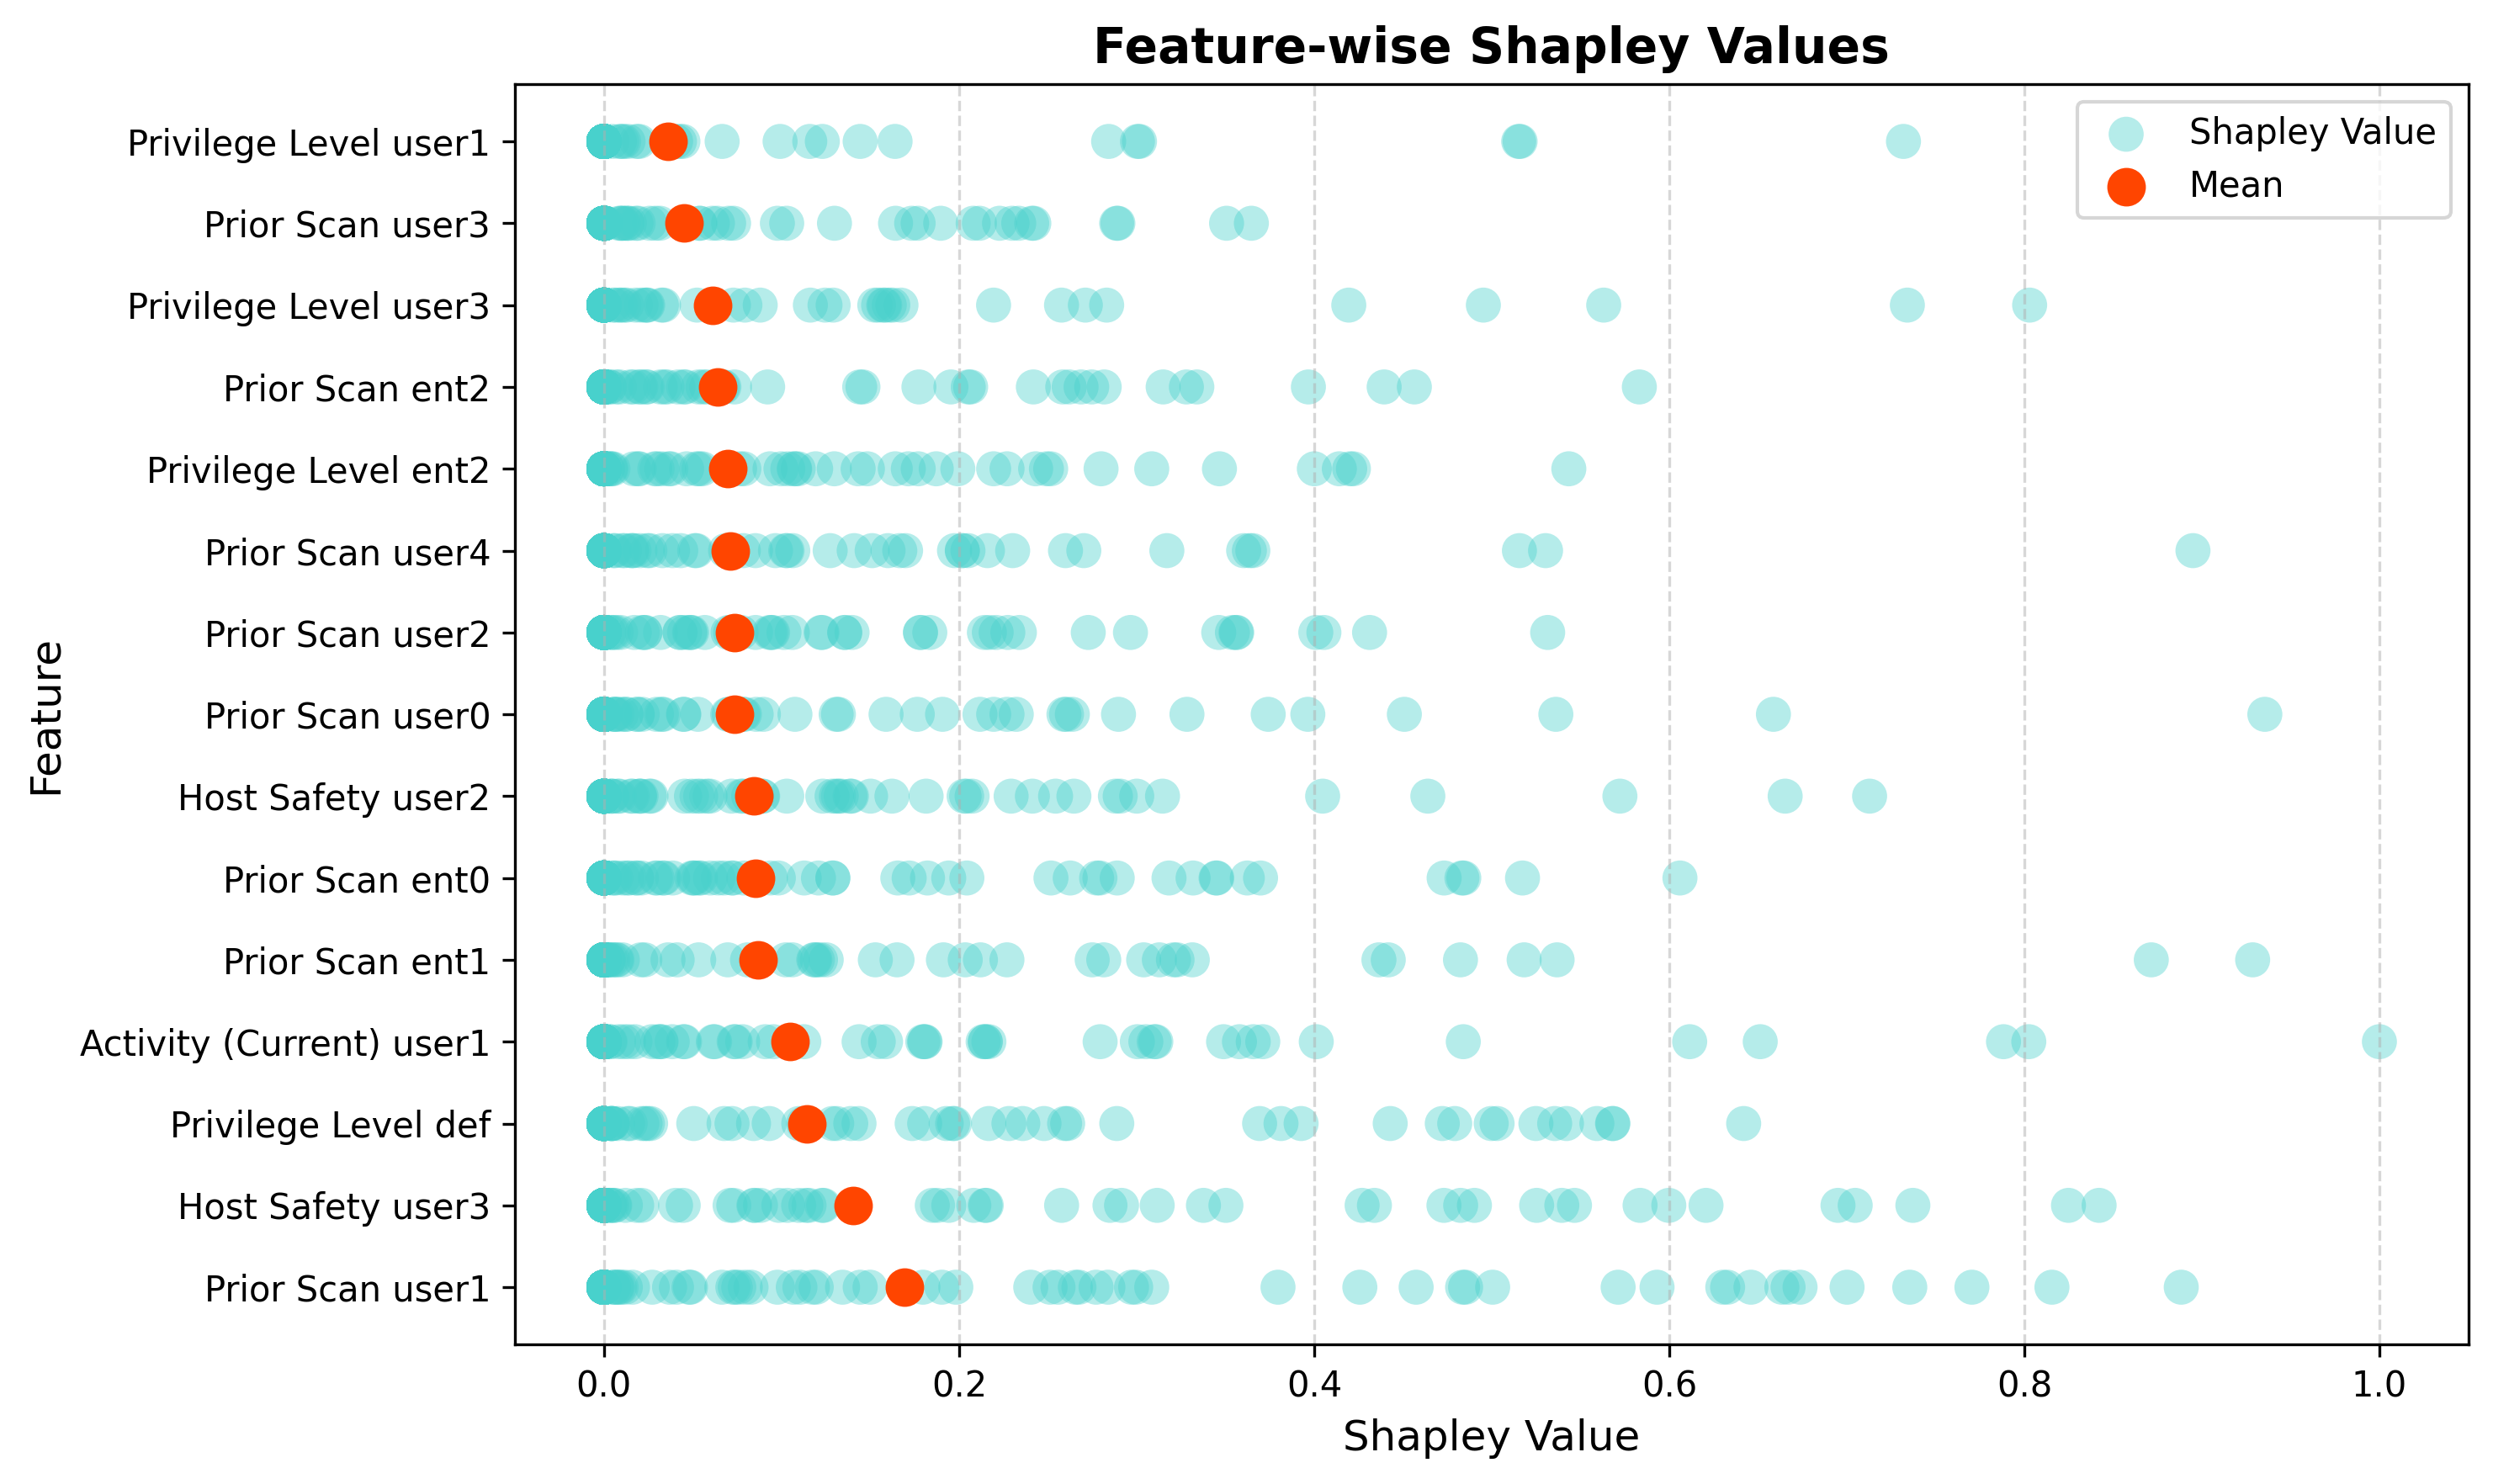 Feature-wise Shapley Values
Shapley Value
Mean
Privilege Level user1
Prior Scan user3
Privilege Level user3
Prior Scan ent2
Privilege Level ent2
Prior Scan user4
Prior Scan user2
Prior Scan user0
Host Safety user2
Prior Scan ent0
Prior Scan ent1
Activity (Current) user1
Privilege Level def
Host Safety user3
Prior Scan user1
Feature
0.0 0.2 0.4 0.6 0.8 1.0
Shapley Value